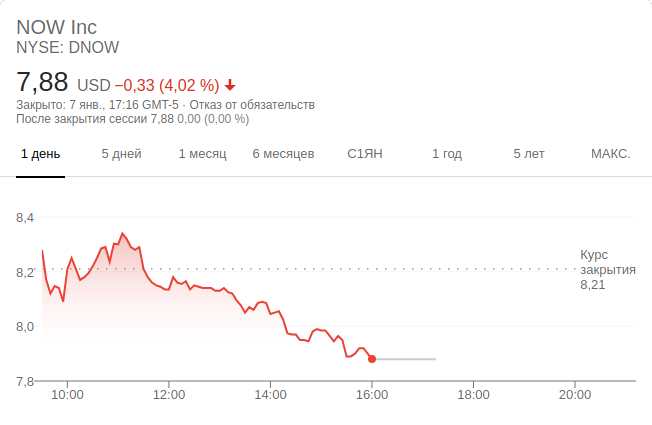 NOW Inc
NYSE: DNOW
7,88 USD −0,33 (4,02 %)
Закрыто: 7 янв., 17:16 GMT-5 · Отказ от обязательств
После закрытия сессии 7,88 0,00 (0,00 %)
1 день 5 дней 1 месяц 6 месяцев С1ЯН 1 год 5 лет МАКС.
8,4
Курс
8,2 закрытия
8,21
8,0
7,8
10:00 12:00 14:00 16:00 18:00 20:00